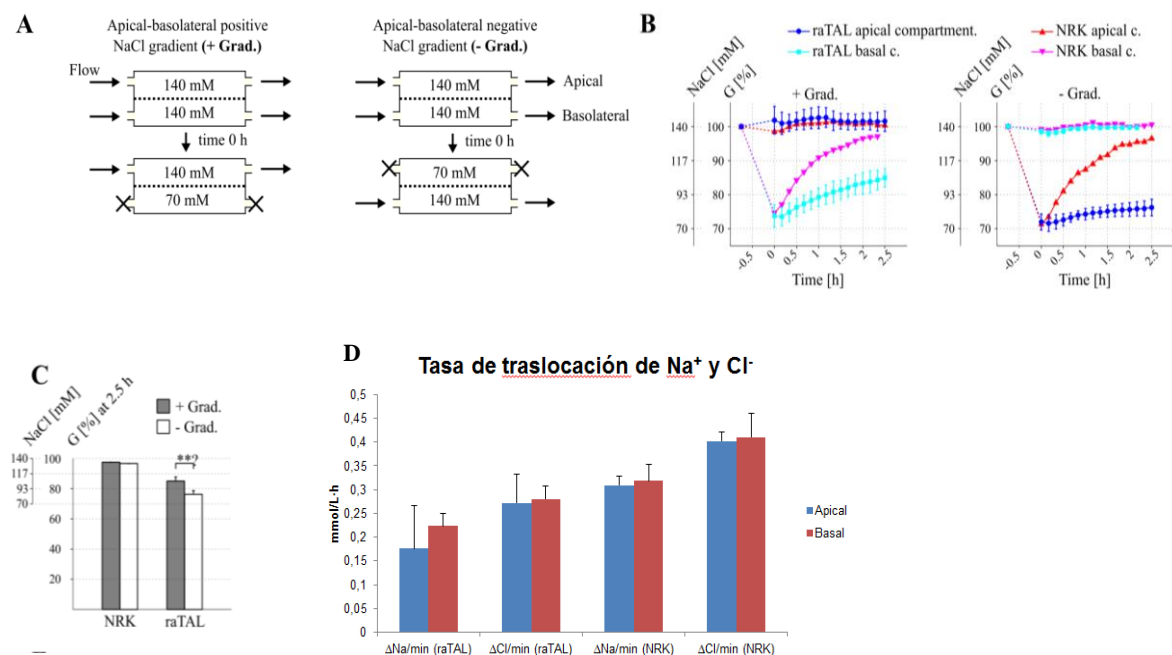 A
Apical-basolateral positive
NaCl gradient (+ Grad.)
Apical-basolateral negative
NaCl gradient (- Grad.)
Flow
140 mM
140 mM
time 0 h
140 mM
70 mM
140 mM
140 mM
time 0 h
70 mM
140 mM
Apical
Basolateral
B
raTAL apical compartment.
raTAL basal c.
NRK apical c.
NRK basal c.
NaCl [mM]
G [%]
+ Grad.
140
117
93
70
100
90
80
70
-0.5
0
0.5
1
1.5
2
2.5
Time [h]
NaCl [mM]
G [%]
- Grad.
140
117
93
70
100
90
80
70
-0.5
0
0.5
1
1.5
2
2.5
Time [h]
C
NaCl [mM]
G [%] at 2.5 h
+ Grad.
- Grad.
140
117
93
70
100
80
60
40
20
**?
NRK
raTAL
D
Tasa de traslocación de Na⁺ y Cl⁻
mmol/L·h
0,5
0,45
0,4
0,35
0,3
0,25
0,2
0,15
0,1
0,05
0
ΔNa/min (raTAL)
ΔCl/min (raTAL)
ΔNa/min (NRK)
ΔCl/min (NRK)
Apical
Basal